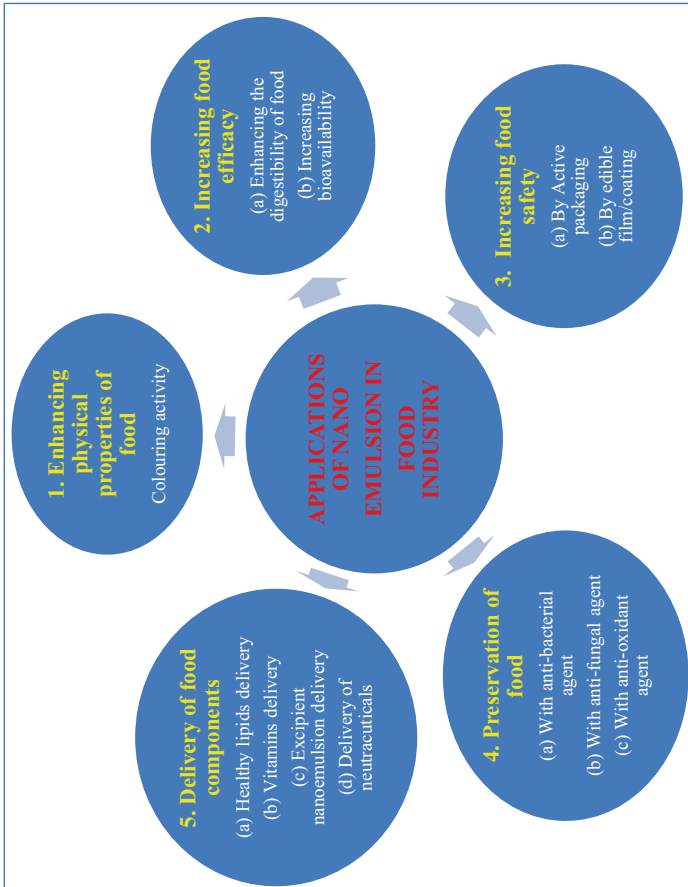 APPLICATIONS
OF NANO
EMULSION IN
FOOD
INDUSTRY
1. Enhancing
physical
properties of
food
Colouring activity
2. Increasing food
efficacy
(a) Enhancing the
digestibility of food
(b) Increasing
bioavailability
3. Increasing food
safety
(a) By Active
packaging
(b) By edible
film/coating
4. Preservation of
food
(a) With anti-bacterial
agent
(b) With anti-fungal agent
(c) With anti-oxidant
agent
5. Delivery of food
components
(a) Healthy lipids delivery
(b) Vitamins delivery
(c) Excipient
nanoemulsion delivery
(d) Delivery of
neutracuticals